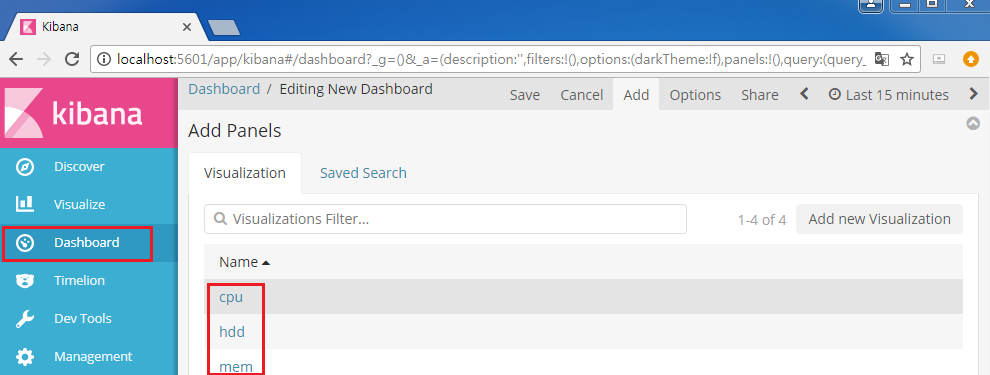 Kibana
localhost:5601/app/kibana#/dashboard?_g=()&_a=(description:'',filters:!(),options:(darkTheme:!f),panels:!(),query:(query_
kibana
Discover
Visualize
Dashboard
Timelion
Dev Tools
Management
Dashboard / Editing New Dashboard
Save Cancel Add Options Share Last 15 minutes
Add Panels
Visualization Saved Search
Visualizations Filter... 1-4 of 4 Add new Visualization
Name
cpu
hdd
mem